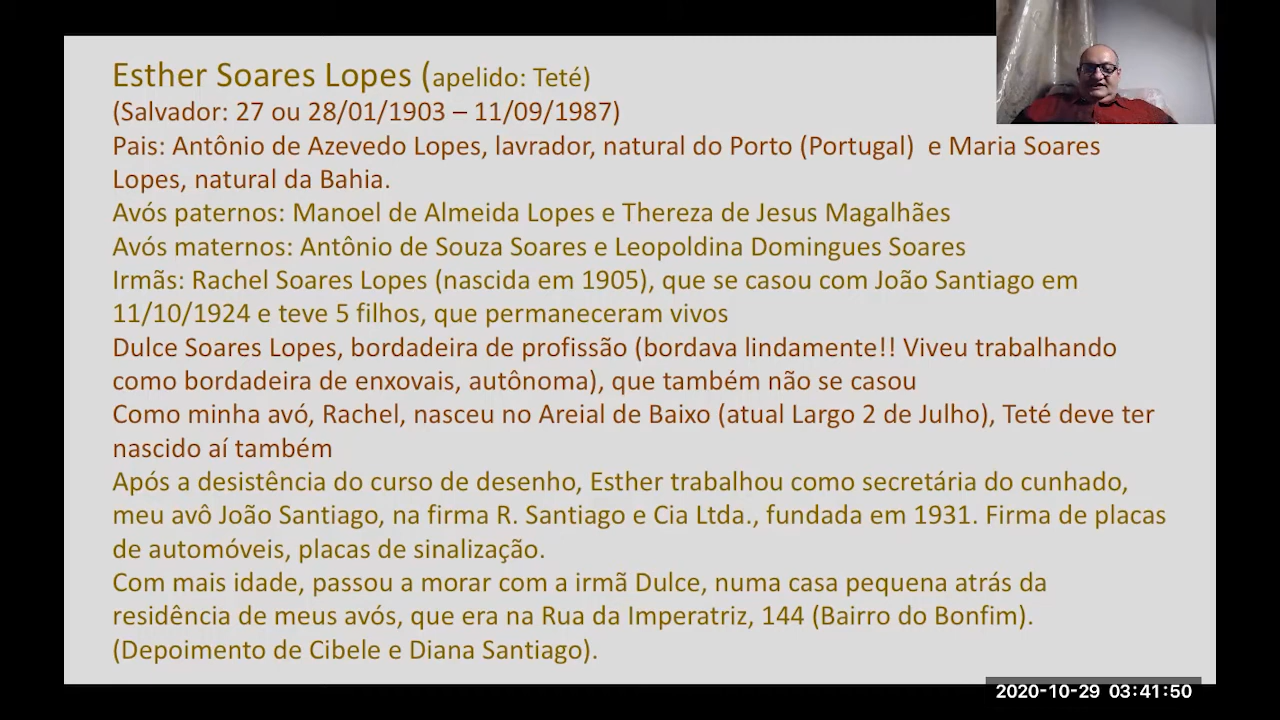 Esther Soares Lopes (apelido: Teté)
(Salvador: 27 ou 28/01/1903 – 11/09/1987)
Pais: Antônio de Azevedo Lopes, lavrador, natural do Porto (Portugal)  e Maria Soares
Lopes, natural da Bahia.
Avós paternos: Manoel de Almeida Lopes e Thereza de Jesus Magalhães
Avós maternos: Antônio de Souza Soares e Leopoldina Domingues Soares
Irmãs: Rachel Soares Lopes (nascida em 1905), que se casou com João Santiago em
11/10/1924 e teve 5 filhos, que permaneceram vivos
Dulce Soares Lopes, bordadeira de profissão (bordava lindamente!! Viveu trabalhando
como bordadeira de enxovais, autônoma), que também não se casou
Como minha avó, Rachel, nasceu no Areial de Baixo (atual Largo 2 de Julho), Teté deve ter
nascido aí também
Após a desistência do curso de desenho, Esther trabalhou como secretária do cunhado,
meu avô João Santiago, na firma R. Santiago e Cia Ltda., fundada em 1931. Firma de placas
de automóveis, placas de sinalização.
Com mais idade, passou a morar com a irmã Dulce, numa casa pequena atrás da
residência de meus avós, que era na Rua da Imperatriz, 144 (Bairro do Bonfim).
(Depoimento de Cibele e Diana Santiago).
2020-10-29 03:41:50